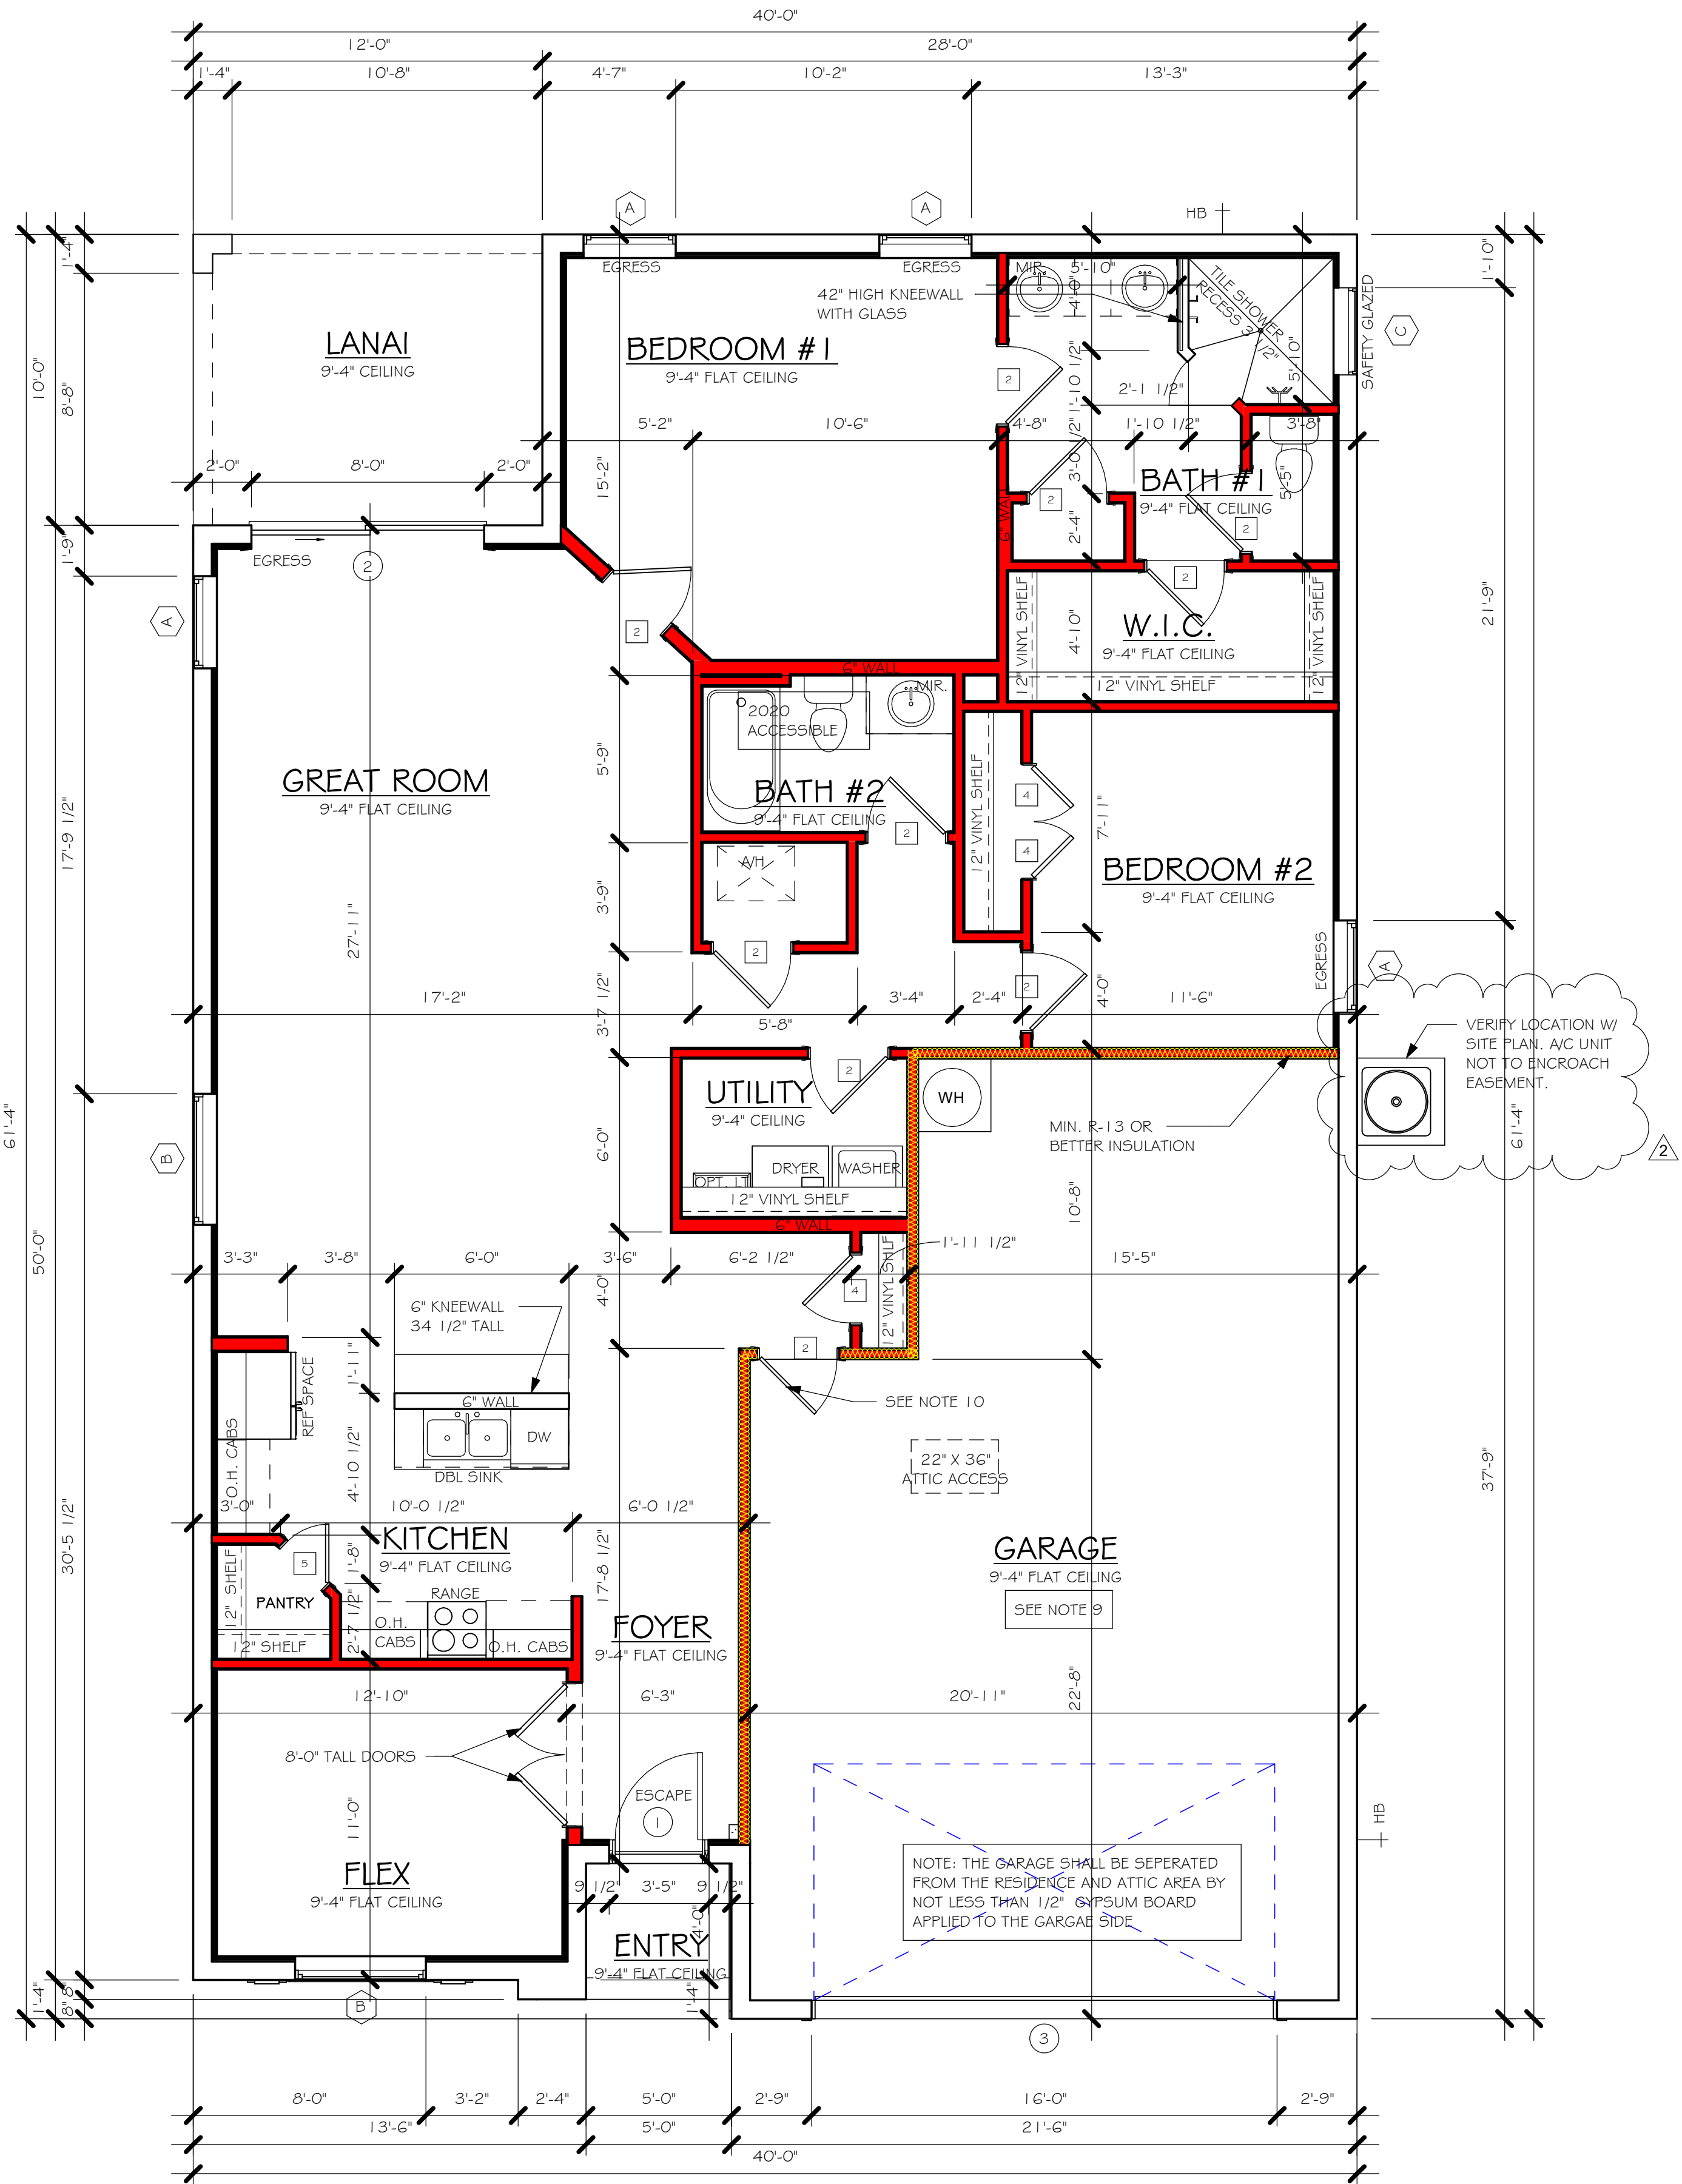 40'-0"
12'-0" 28'-0"
1'-4" 10'-8" 4'-7" 10'-2" 13'-3"
A A HB
1'-4" 1'-10"
EGRESS EGRESS MIR. 5'-10"
42" HIGH KNEEWALL
WITH GLASS
4'-0"
TILE SHOWER
RECESS 3 1/2"
SAFETY GLAZED
C
LANAI
9'-4" CEILING
BEDROOM #1
9'-4" FLAT CEILING
2
1'-10 1/2"
5'-10"
2'-1 1/2"
10'-0"
8'-8"
5'-2" 10'-6" 4'-8" 1'-10 1/2" 3'-8"
2'-0" 8'-0" 2'-0"
15'-2"
3'-0 1/2"
BATH #1
9'-4" FLAT CEILING
5'-5"
2
2
6" WALL
2'-4"
1'-9"
EGRESS
2
2
A
2
12" VINYL SHELF
4'-10"
W.I.C.
9'-4" FLAT CEILING
12" VINYL SHELF
12" VINYL SHELF
21'-9"
6" WALL
MIR.
2020
ACCESSIBLE
5'-9"
GREAT ROOM
9'-4" FLAT CEILING
BATH #2
9'-4" FLAT CEILING
2
12" VINYL SHELF
4
4
7'-11"
17'-9 1/2"
A/H
BEDROOM #2
9'-4" FLAT CEILING
3'-9"
27'-11"
2
EGRESS
A
17'-2" 3'-4" 2'-4" 2 4'-0" 11'-6"
5'-8"
3'-7 1/2"
VERIFY LOCATION W/
SITE PLAN. A/C UNIT
NOT TO ENCROACH
EASEMENT.
2
61'-4"
61'-4"
UTILITY
9'-4" CEILING
2
WH
MIN. R-13 OR
BETTER INSULATION
6'-0"
B
DRYER WASHER
OPT. LT
12" VINYL SHELF
6" WALL
10'-8"
50'-0"
3'-3" 3'-8" 6'-0" 3'-6" 6'-2 1/2" 1'-11 1/2" 15'-5"
4'-0"
4
12" VINYL SHLF
6" KNEEWALL
34 1/2" TALL
2
1'-11"
REF SPACE
6" WALL
SEE NOTE 10
O.H. CABS
DW
DBL SINK
4'-10 1/2"
22" X 36"
ATTIC ACCESS
37'-9"
3'-0" 10'-0 1/2" 6'-0 1/2"
30'-5 1/2"
KITCHEN
9'-4" FLAT CEILING
5
1'-8"
17'-8 1/2"
GARAGE
9'-4" FLAT CEILING
SEE NOTE 9
12" SHELF
PANTRY
RANGE
O.H.
CABS
O.H. CABS
12" SHELF
2'-7 1/2"
FOYER
9'-4" FLAT CEILING
12'-10" 6'-3" 20'-11"
22'-8"
8'-0" TALL DOORS
ESCAPE
1
11'-0"
HB
FLEX
9'-4" FLAT CEILING
9 1/2" 3'-5" 9 1/2"
4'-0"
NOTE: THE GARAGE SHALL BE SEPERATED
FROM THE RESIDENCE AND ATTIC AREA BY
NOT LESS THAN 1/2" GYPSUM BOARD
APPLIED TO THE GARGAE SIDE
ENTRY
9'-4" FLAT CEILING
1'-4"
1'-4"
8"
8"
B
3
8'-0" 3'-2" 2'-4" 5'-0" 2'-9" 16'-0" 2'-9"
13'-6" 5'-0" 21'-6"
40'-0"